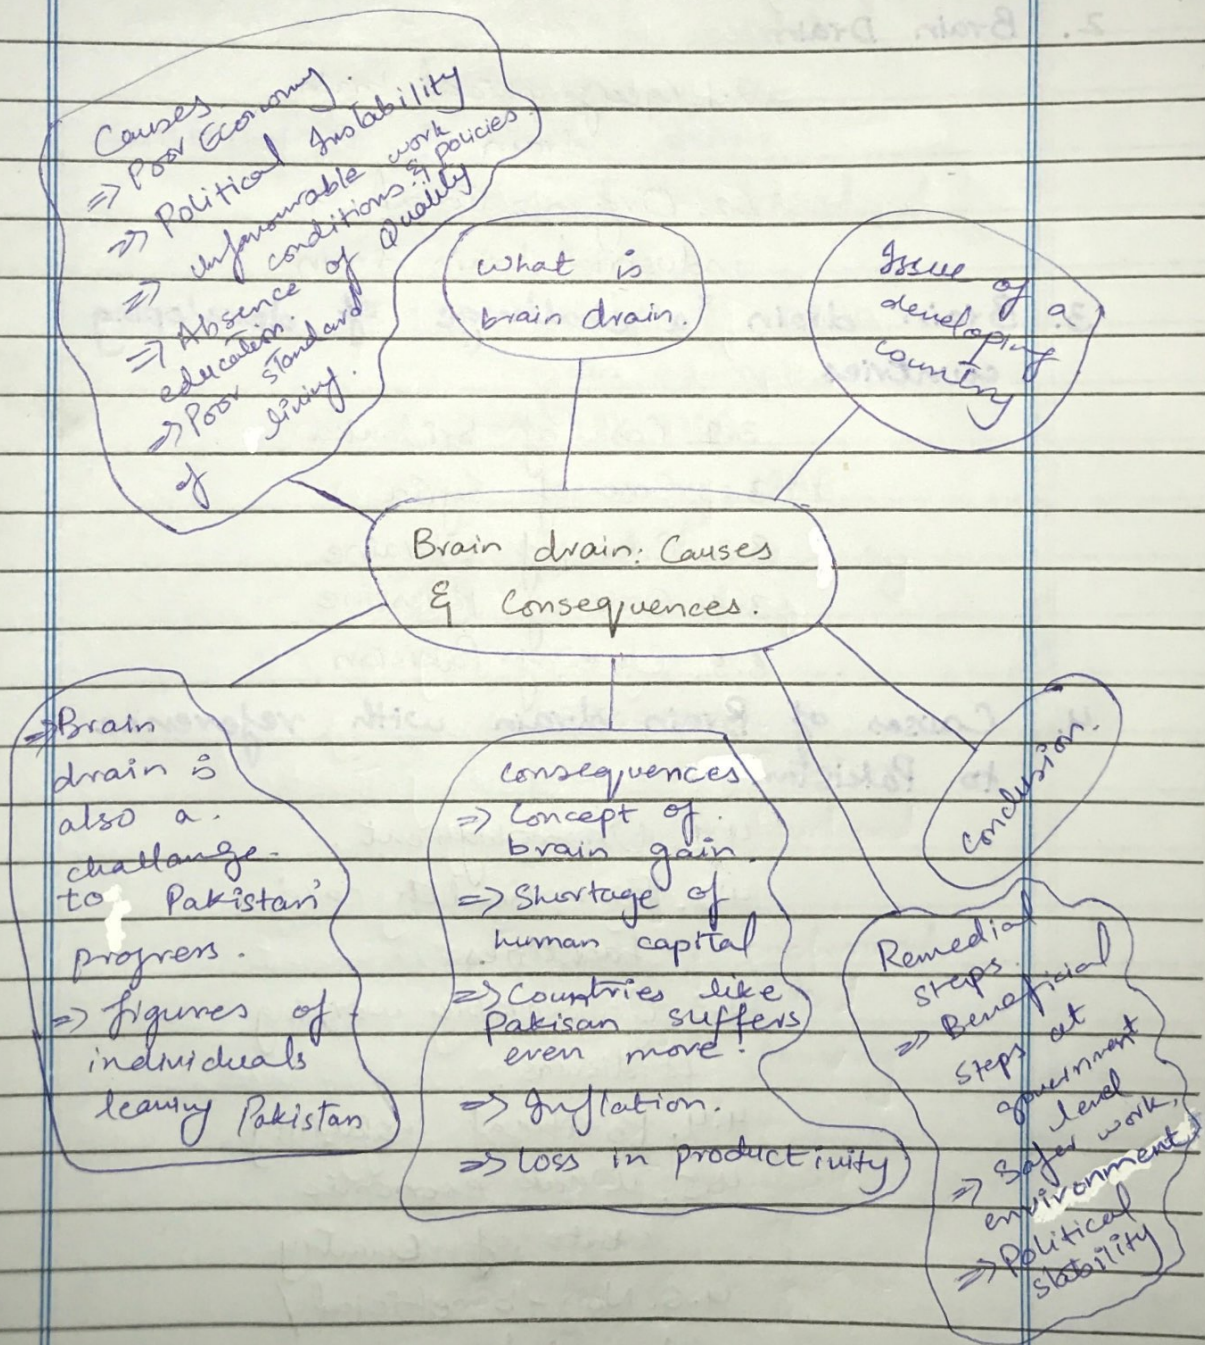 Causes.
⇒ Poor Economy.
⇒ Political Instability
⇒ Unfavourable work
conditions & policies.
⇒ Absence of Quality
education.
⇒ Poor standard
of living.
What is
brain drain.
Issue of a
developing
country
Brain drain: Causes
& Consequences.
⇒ Brain
drain is
also a.
challange.
to Pakistan'
progress.
⇒ figures of
individuals
leaving Pakistan
consequences
⇒ Concept of
brain gain.
⇒ Shortage of
human capital
⇒ Countries like
Pakisan suffers
even more.
⇒ Inflation.
⇒ Loss in productivity
Conclusion.
Remedial
steps.
⇒ Beneficial
steps at
government
level
⇒ Safer work,
environment,
⇒ Political
stability